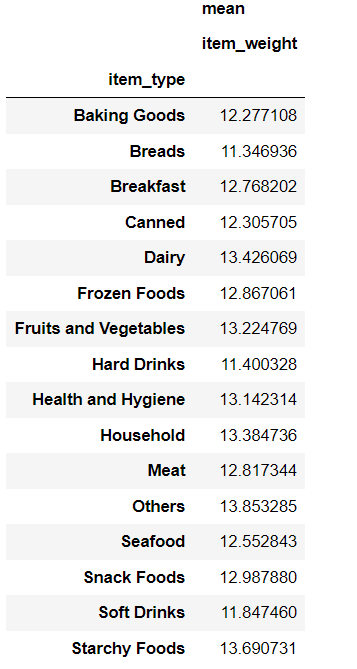 mean
item_weight
item_type
Baking Goods 12.277108
Breads 11.346936
Breakfast 12.768202
Canned 12.305705
Dairy 13.426069
Frozen Foods 12.867061
Fruits and Vegetables 13.224769
Hard Drinks 11.400328
Health and Hygiene 13.142314
Household 13.384736
Meat 12.817344
Others 13.853285
Seafood 12.552843
Snack Foods 12.987880
Soft Drinks 11.847460
Starchy Foods 13.690731